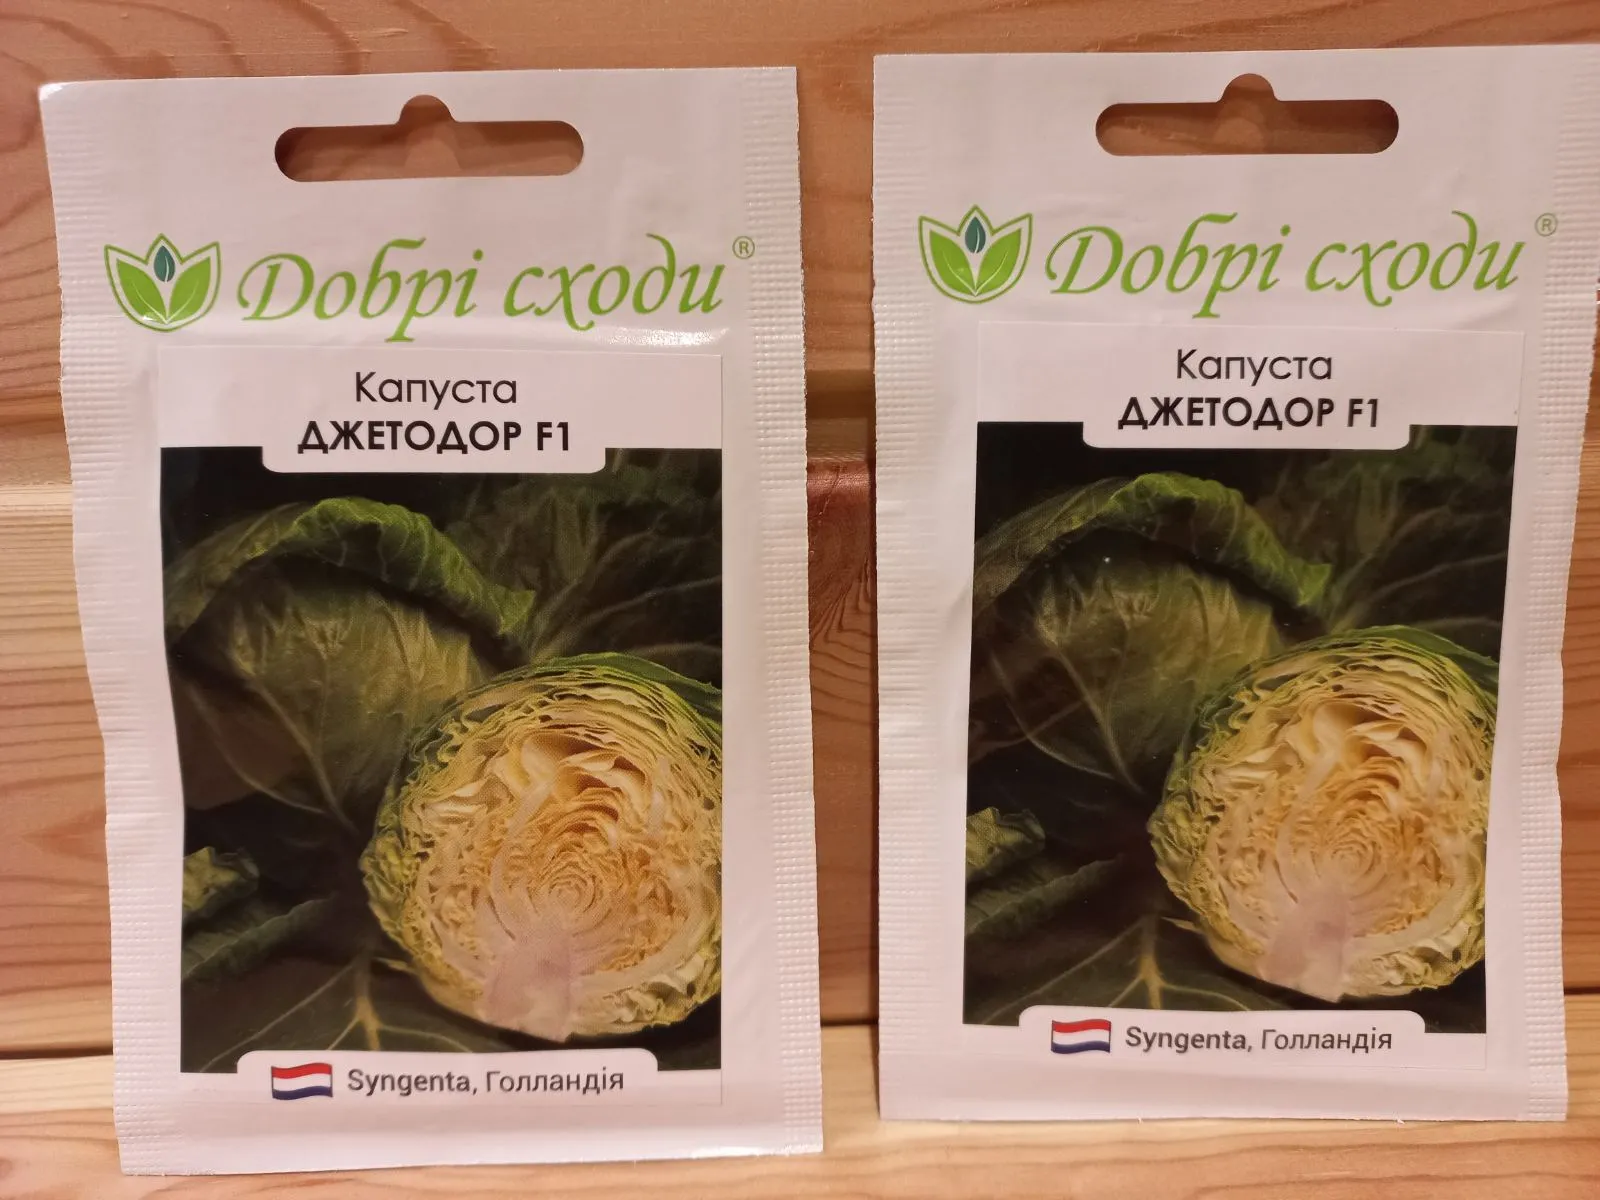 Добрі сходи®
Капуста
ДЖЕТОДОР F1
Syngenta, Голландія
Добрі сходи®
Капуста
ДЖЕТОДОР F1
Syngenta, Голландія